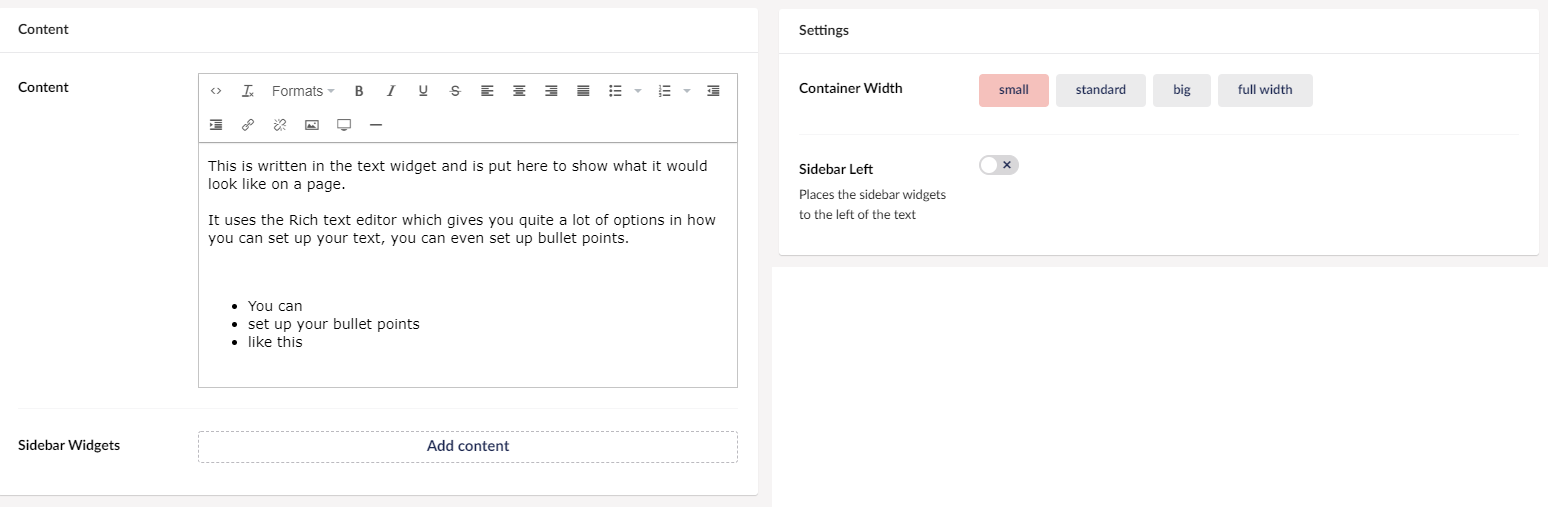 Content
Content
Formats
This is written in the text widget and is put here to show what it would
look like on a page.
It uses the Rich text editor which gives you quite a lot of options in how
you can set up your text, you can even set up bullet points.
You can
set up your bullet points
like this
Sidebar Widgets
Add content
Settings
Container Width
small
standard
big
full width
Sidebar Left
Places the sidebar widgets
to the left of the text